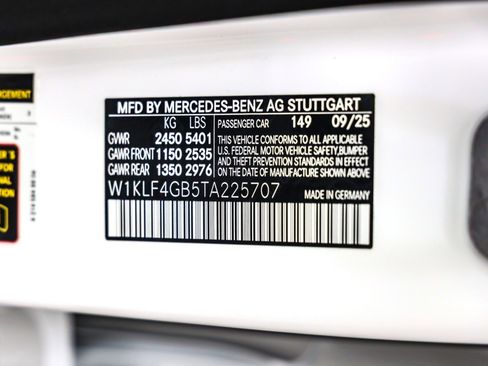 MFD BY MERCEDES-BENZ AG STUTTGART
KG LBS
PASSENGER CAR 149 09/25
GVWR 2450 5401
GAWR FRONT 1150 2535
GAWR REAR 1350 2976
THIS VEHICLE CONFORMS TO ALL APPLICABLE
U.S. FEDERAL MOTOR VEHICLE SAFETY, BUMPER
AND THEFT PREVENTION STANDARDS IN EFFECT
ON THE DATE OF MANUFACTURE SHOWN ABOVE
W1KLF4GB5TA225707
MADE IN GERMANY